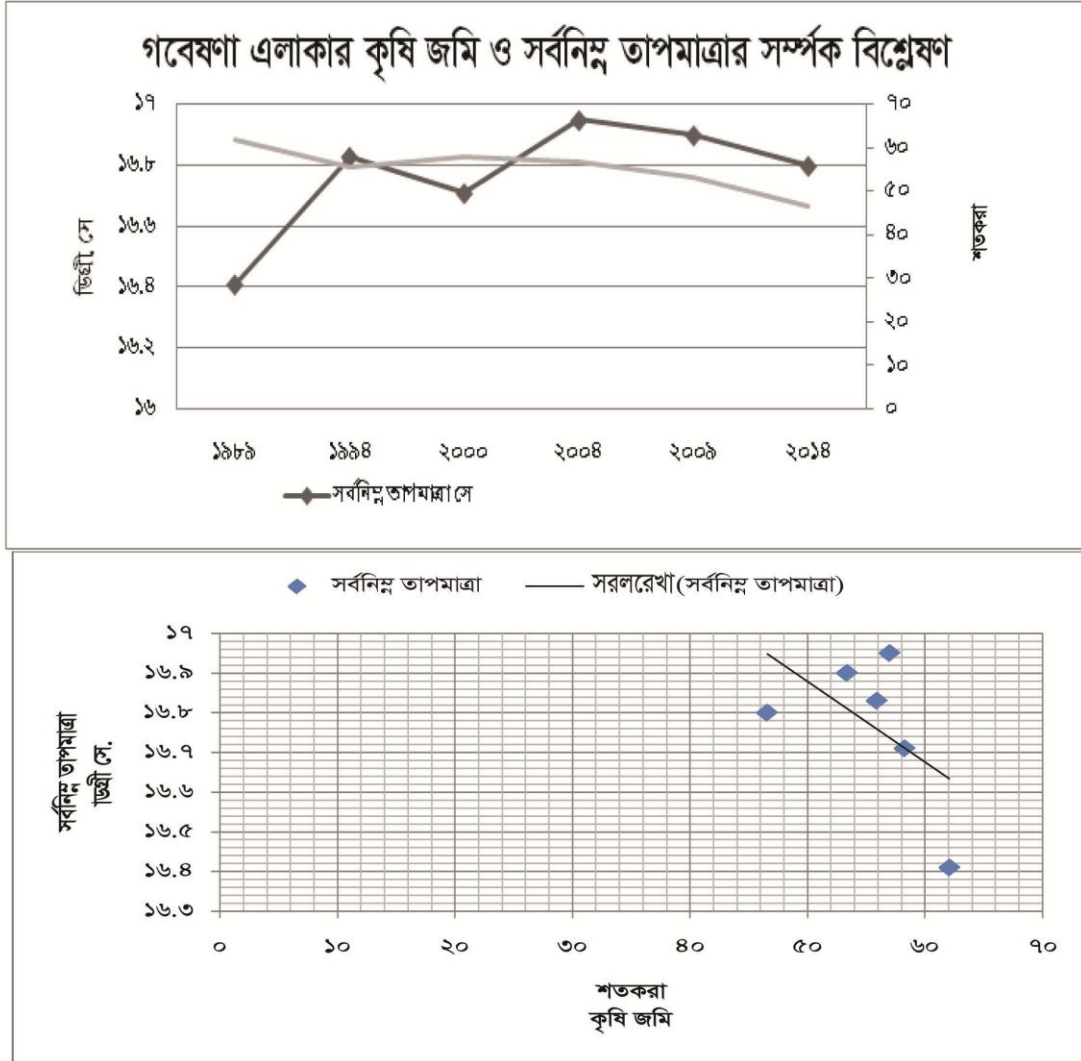 গবেষণা এলাকার কৃষি জমি ও সর্বনিম্ন তাপমাত্রার সর্ম্পক বিশ্লেষণ
১৭
১৬.৮
১৬.৬
১৬.৪
১৬.২
১৬
ডিগ্রী সে
৭০
৬০
৫০
৪০
৩০
২০
১০
০
শতকরা
১৯৮৯ ১৯৯৪ ২০০০ ২০০৪ ২০০৯ ২০১৪
সর্বনিম্ন তাপমাত্রা সে
সর্বনিম্ন তাপমাত্রা সরলরেখা(সর্বনিম্ন তাপমাত্রা)
১৭
১৬.৯
১৬.৮
১৬.৭
১৬.৬
১৬.৫
১৬.৪
১৬.৩
সর্বনিম্ন তাপমাত্রা
ডিগ্রী সে.
০ ১০ ২০ ৩০ ৪০ ৫০ ৬০ ৭০
শতকরা
কৃষি জমি